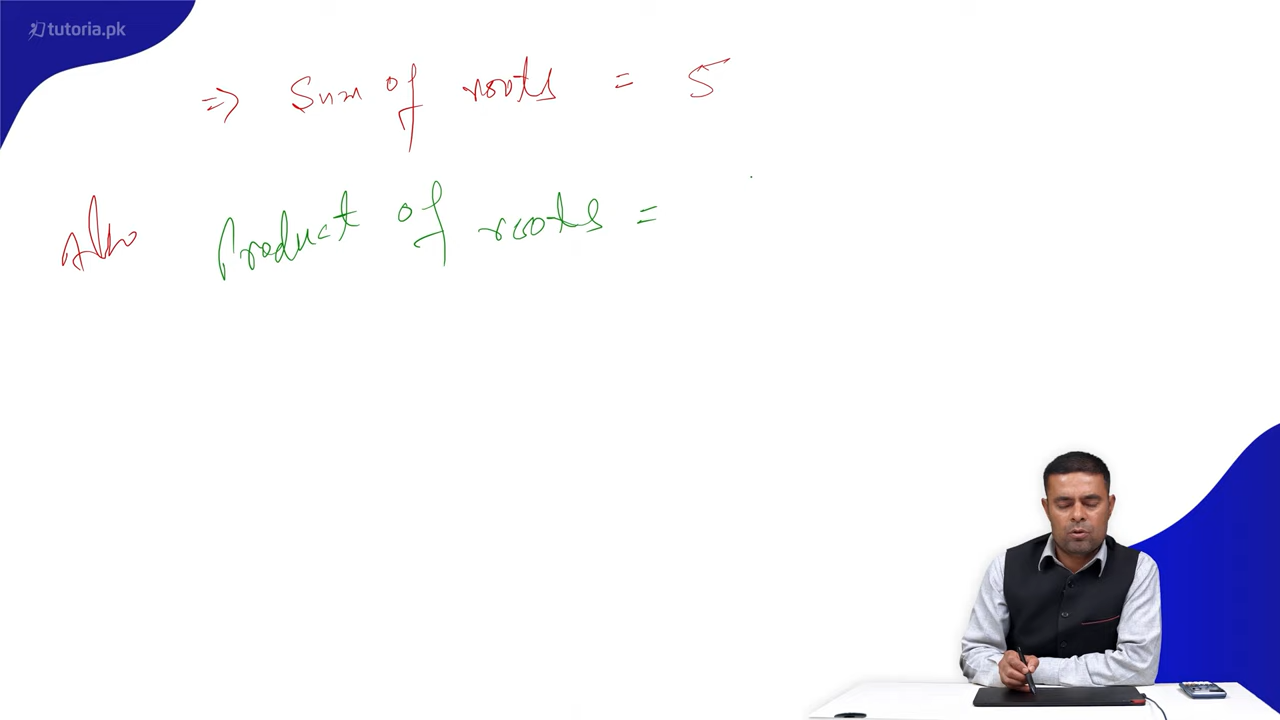 tutoria.pk
⇒ Sum of roots = 5
Also Product of roots =